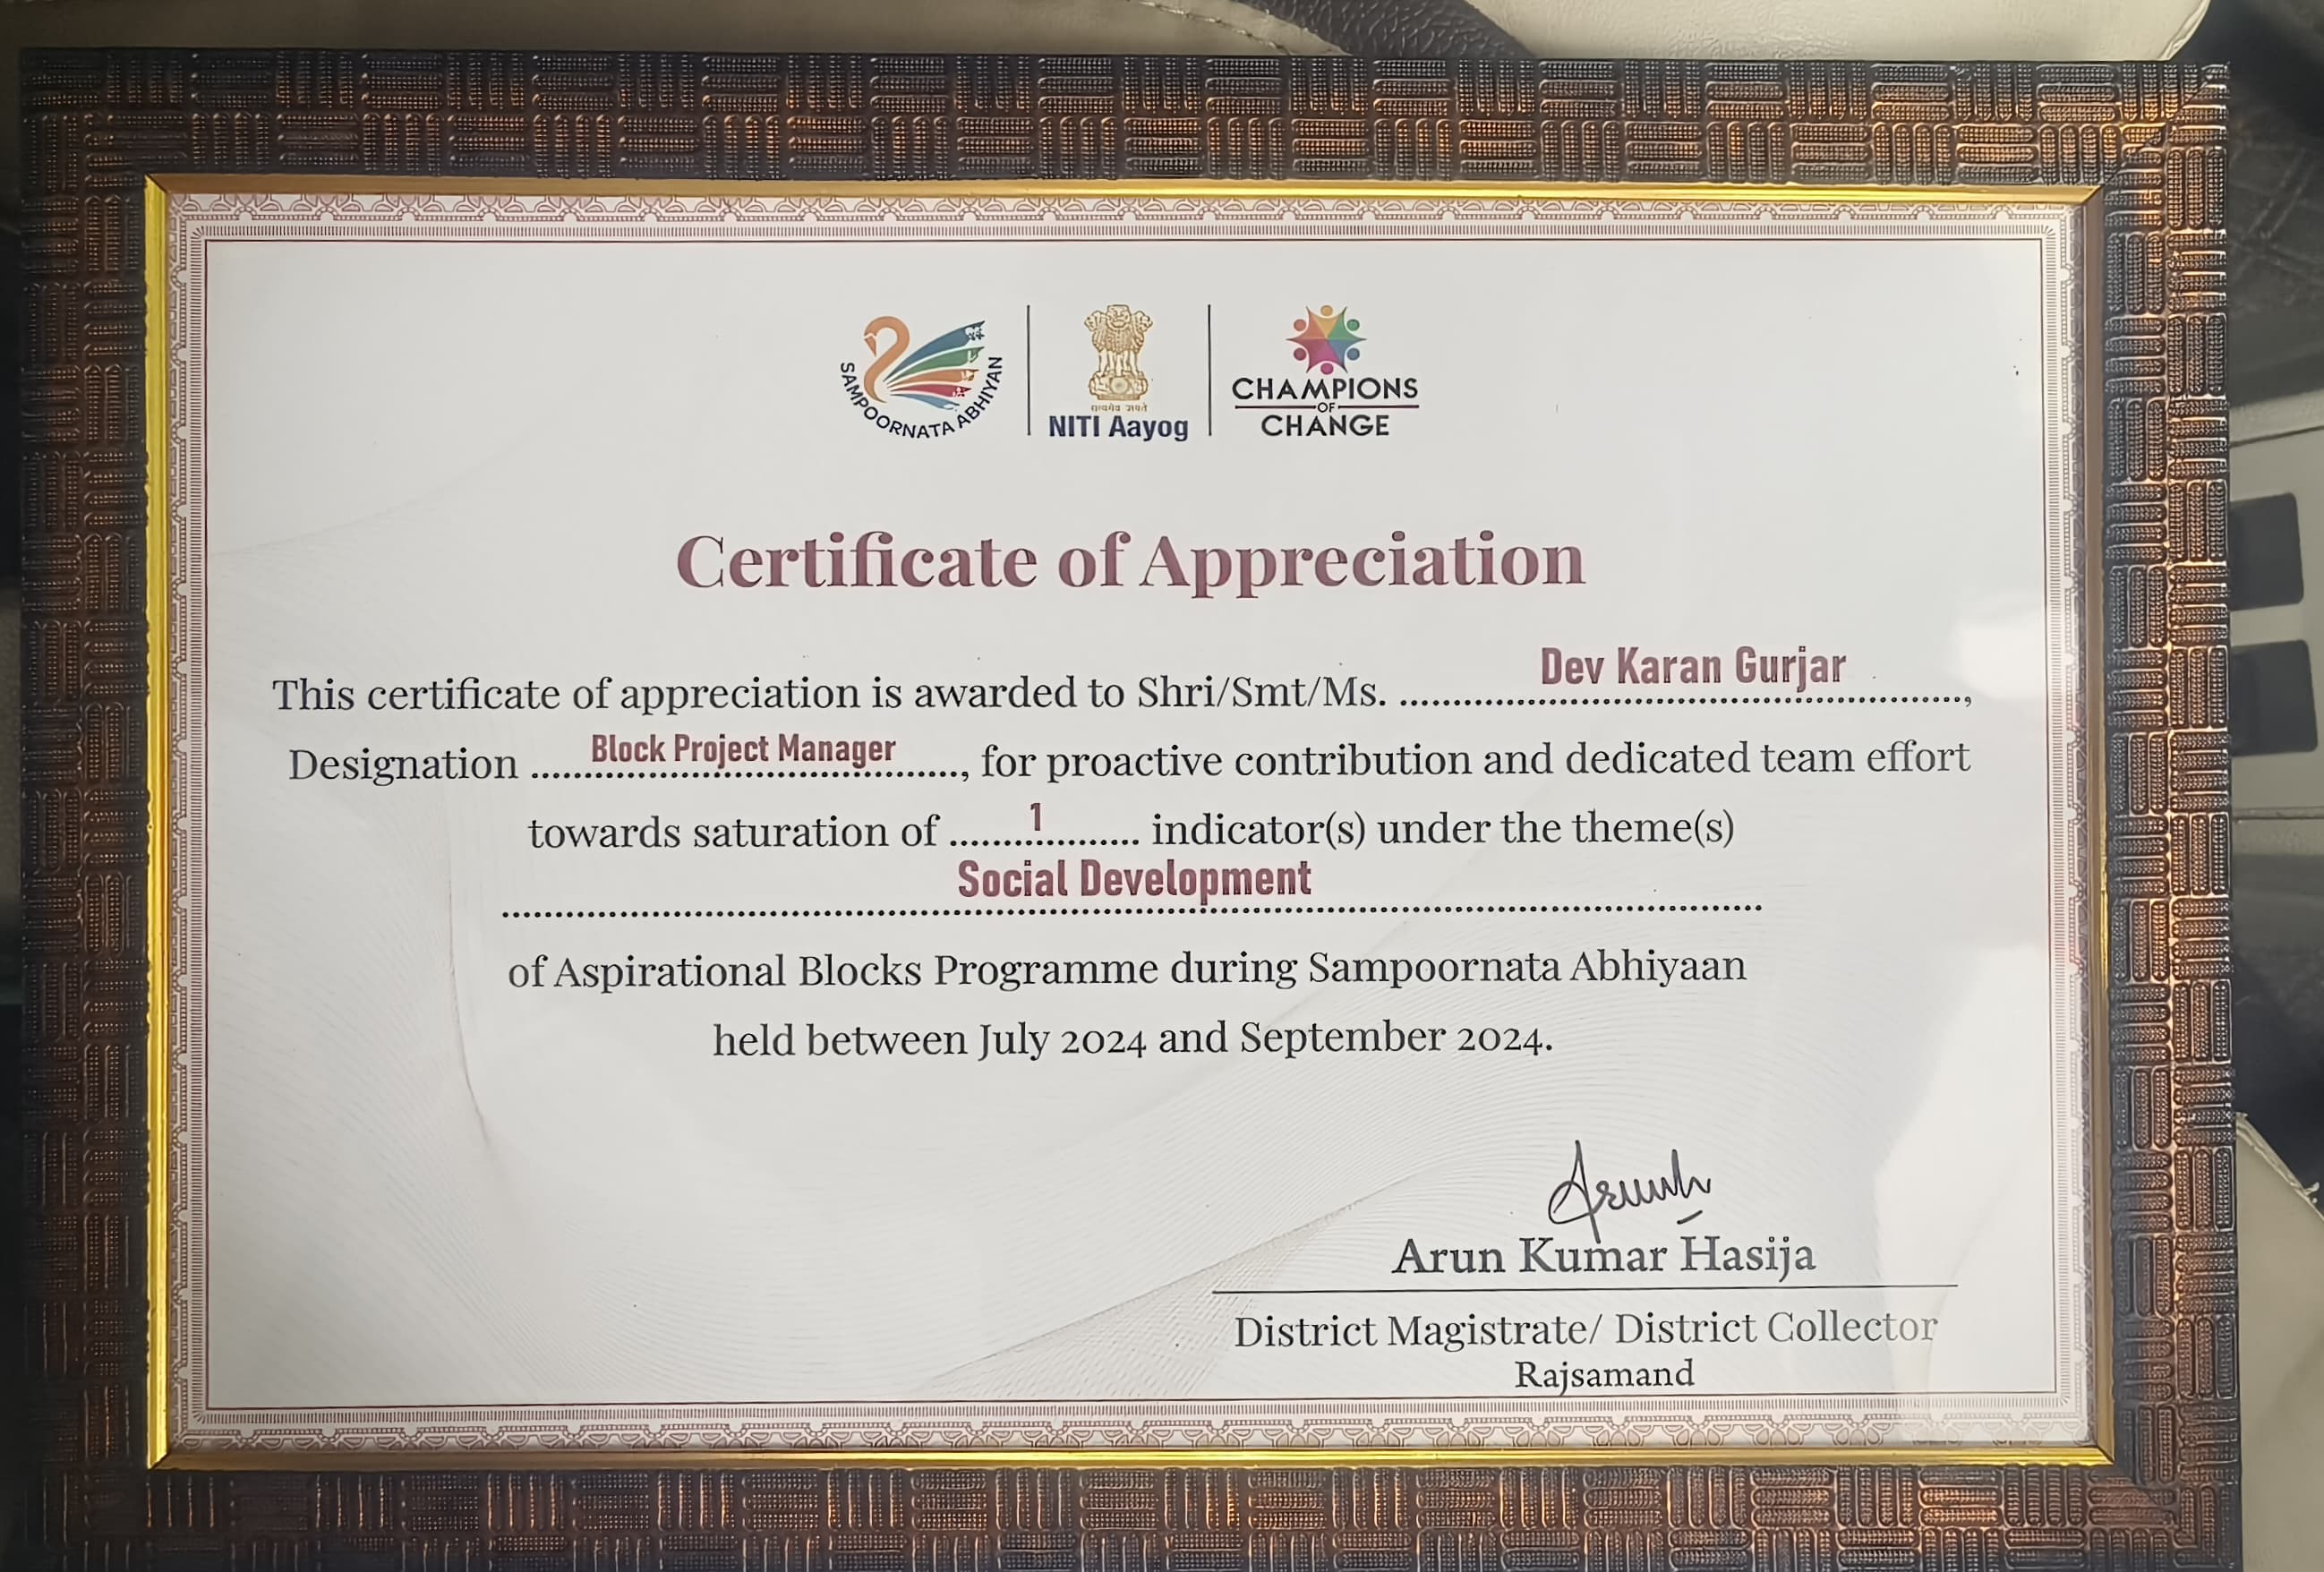 SAMPOORNATA ABHIYAN
सत्यमेव जयते
NITI Aayog
CHAMPIONS
OF
CHANGE
Certificate of Appreciation
This certificate of appreciation is awarded to Shri/Smt/Ms. Dev Karan Gurjar,
Designation Block Project Manager, for proactive contribution and dedicated team effort
towards saturation of 1 indicator(s) under the theme(s)
Social Development
of Aspirational Blocks Programme during Sampoornata Abhiyaan
held between July 2024 and September 2024.
Arun Kumar Hasija
District Magistrate/ District Collector
Rajsamand